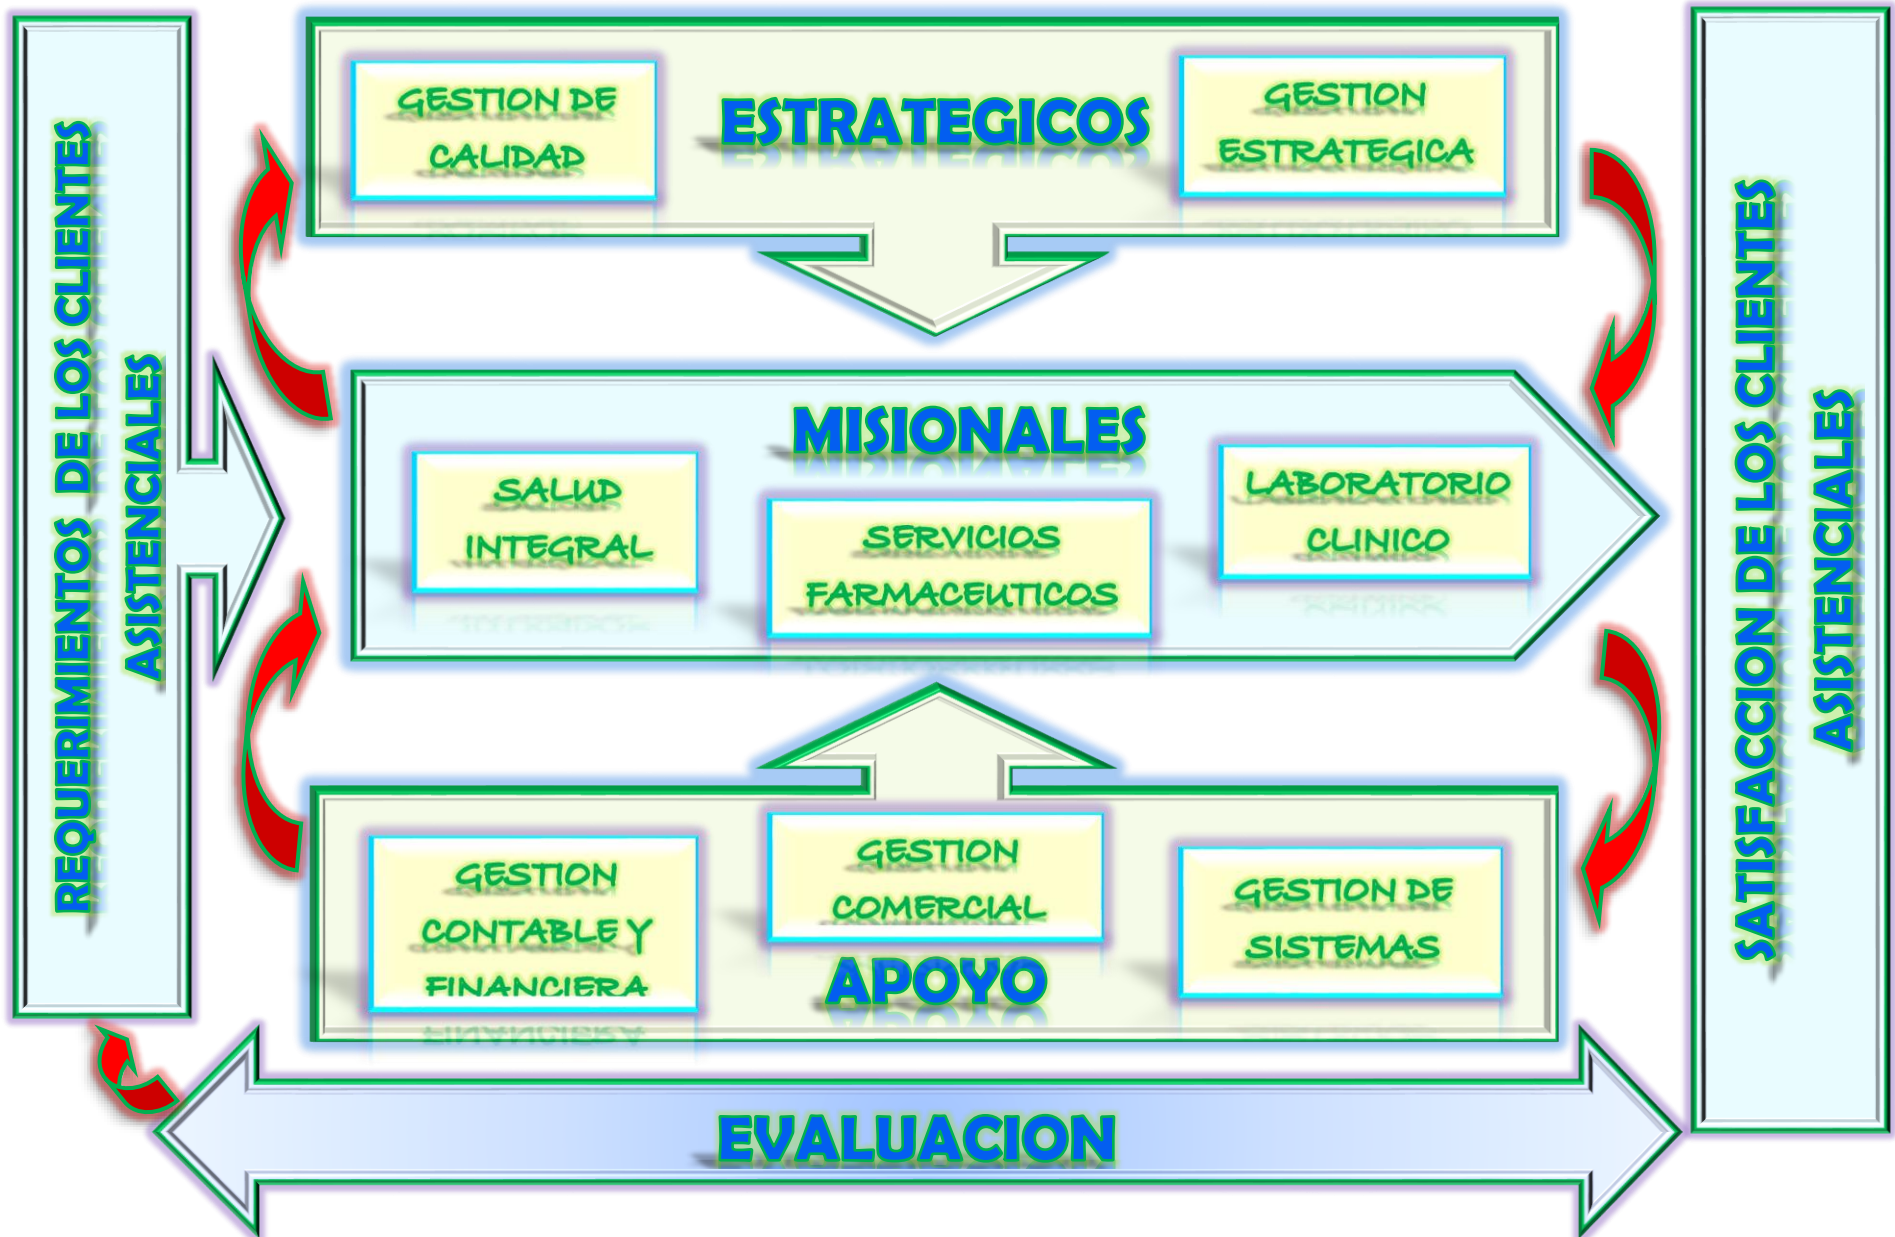 REQUERIMIENTOS DE LOS CLIENTES
ASISTENCIALES
GESTION DE
CALIDAD
ESTRATEGICOS
GESTION
ESTRATEGICA
MISIONALES
SALUD
INTEGRAL
SERVICIOS
FARMACEUTICOS
LABORATORIO
CLINICO
GESTION
CONTABLE Y
FINANCIERA
GESTION
COMERCIAL
APOYO
GESTION DE
SISTEMAS
EVALUACION
SATISFACCION DE LOS CLIENTES
ASISTENCIALES